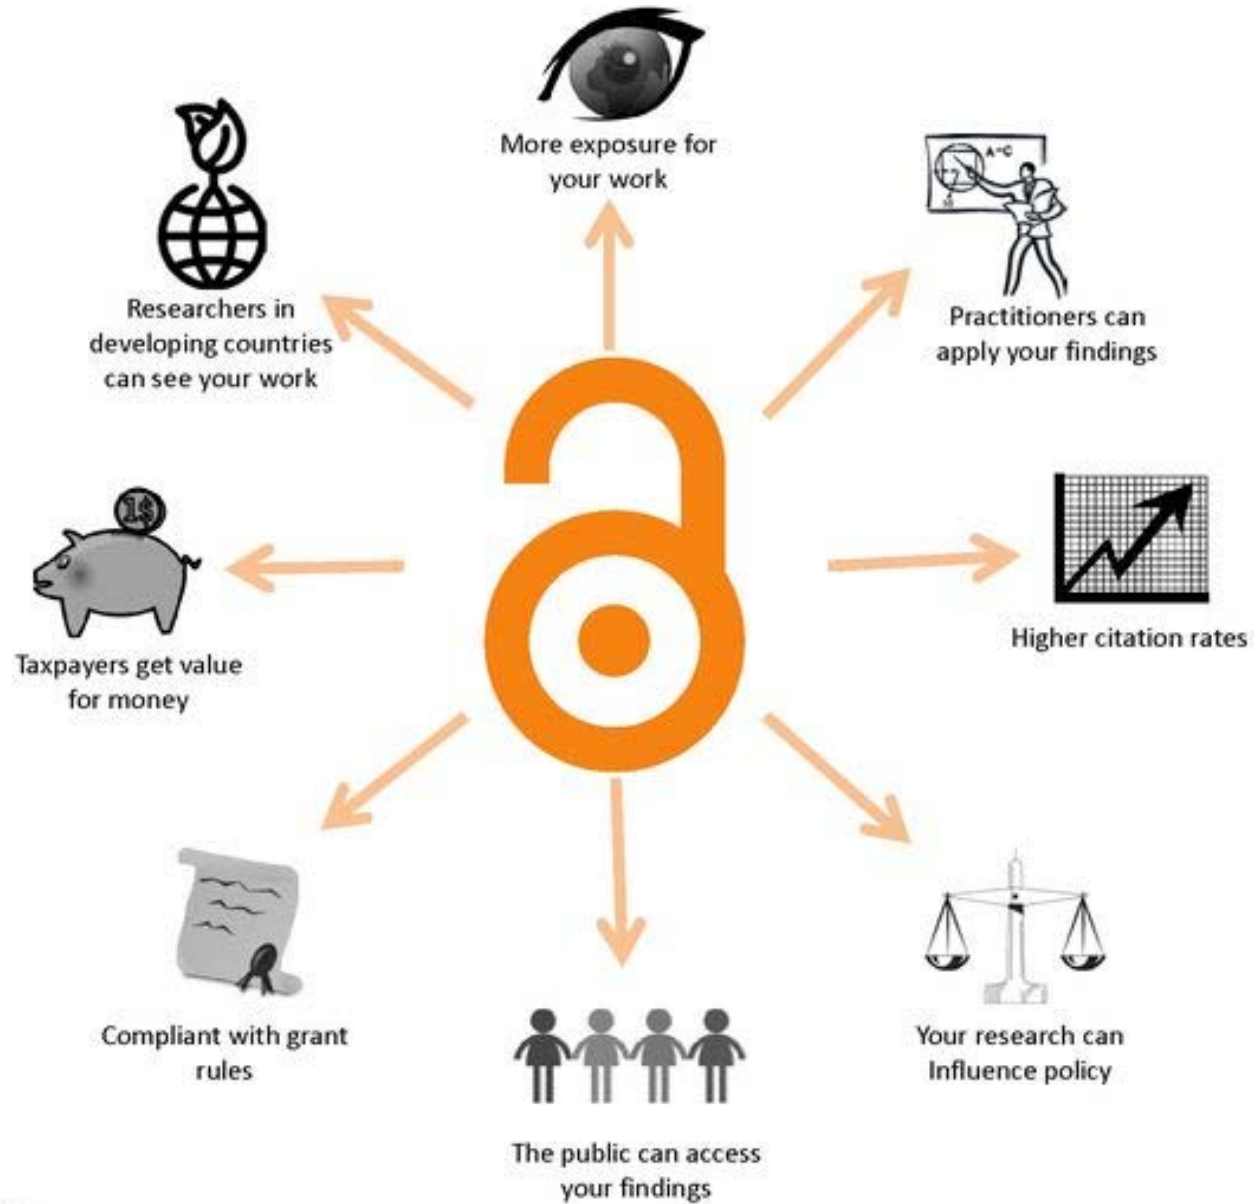 More exposure for
your work
A=G
Practitioners can
apply your findings
Higher citation rates
Your research can
Influence policy
The public can access
your findings
Compliant with grant
rules
1$
Taxpayers get value
for money
Researchers in
developing countries
can see your work